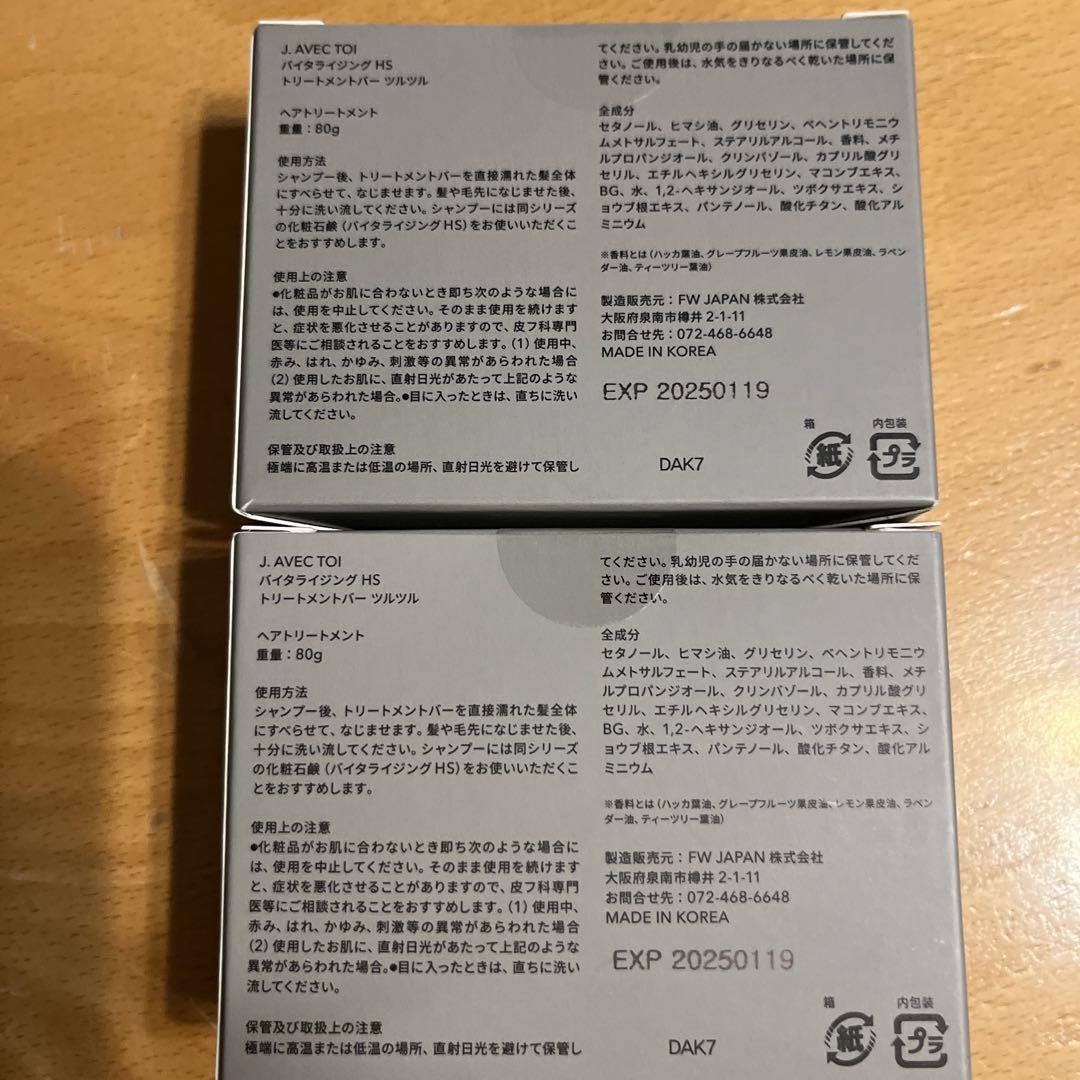 J. AVEC TOI
バイタライジング HS
トリートメントバー ツルツル
ヘアトリートメント
重量：80g
使用方法
シャンプー後、トリートメントバーを直接濡れた髪全体
にすべらせて、なじませます。髪や毛先になじませた後、
十分に洗い流してください。シャンプーには同シリーズ
の化粧石鹸（バイタライジングHS）をお使いいただくこ
とをおすすめします。
使用上の注意
●化粧品がお肌に合わないとき即ち次のような場合に
は、使用を中止してください。そのまま使用を続けます
と、症状を悪化させることがありますので、皮フ科専門
医等にご相談されることをおすすめします。（1）使用中、
赤み、はれ、かゆみ、刺激等の異常があらわれた場合
（2）使用したお肌に、直射日光があたって上記のような
異常があらわれた場合。●目に入ったときは、直ちに洗い
流してください。
保管及び取扱上の注意
極端に高温または低温の場所、直射日光を避けて保管し
てください。乳幼児の手の届かない場所に保管してくだ
さい。ご使用後は、水気をきりなるべく乾いた場所に保
管ください。
全成分
セタノール、ヒマシ油、グリセリン、ベヘントリモニウ
ムメトサルフェート、ステアリルアルコール、香料、メチ
ルプロパンジオール、クリンバゾール、カプリル酸グリ
セリル、エチルヘキシルグリセリン、マコンブエキス、
BG、水、1,2-ヘキサンジオール、ツボクサエキス、シ
ョウブ根エキス、パンテノール、酸化チタン、酸化アル
ミニウム
※香料とは（ハッカ葉油、グレープフルーツ果皮油、レモン果皮油、ラベン
ダー油、ティーツリー葉油）
製造販売元：FW JAPAN 株式会社
大阪府泉南市樽井 2-1-11
お問合せ先：072-468-6648
MADE IN KOREA
EXP 20250119
箱
紙
内包装
プラ
DAK7
J. AVEC TOI
バイタライジング HS
トリートメントバー ツルツル
ヘアトリートメント
重量：80g
使用方法
シャンプー後、トリートメントバーを直接濡れた髪全体
にすべらせて、なじませます。髪や毛先になじませた後、
十分に洗い流してください。シャンプーには同シリーズ
の化粧石鹸（バイタライジングHS）をお使いいただくこ
とをおすすめします。
使用上の注意
●化粧品がお肌に合わないとき即ち次のような場合に
は、使用を中止してください。そのまま使用を続けます
と、症状を悪化させることがありますので、皮フ科専門
医等にご相談されることをおすすめします。（1）使用中、
赤み、はれ、かゆみ、刺激等の異常があらわれた場合
（2）使用したお肌に、直射日光があたって上記のような
異常があらわれた場合。●目に入ったときは、直ちに洗い
流してください。
保管及び取扱上の注意
極端に高温または低温の場所、直射日光を避けて保管し
てください。乳幼児の手の届かない場所に保管してくだ
さい。ご使用後は、水気をきりなるべく乾いた場所に保
管ください。
全成分
セタノール、ヒマシ油、グリセリン、ベヘントリモニウ
ムメトサルフェート、ステアリルアルコール、香料、メチ
ルプロパンジオール、クリンバゾール、カプリル酸グリ
セリル、エチルヘキシルグリセリン、マコンブエキス、
BG、水、1,2-ヘキサンジオール、ツボクサエキス、シ
ョウブ根エキス、パンテノール、酸化チタン、酸化アル
ミニウム
※香料とは（ハッカ葉油、グレープフルーツ果皮油、レモン果皮油、ラベン
ダー油、ティーツリー葉油）
製造販売元：FW JAPAN 株式会社
大阪府泉南市樽井 2-1-11
お問合せ先：072-468-6648
MADE IN KOREA
EXP 20250119
箱
紙
内包装
プラ
DAK7